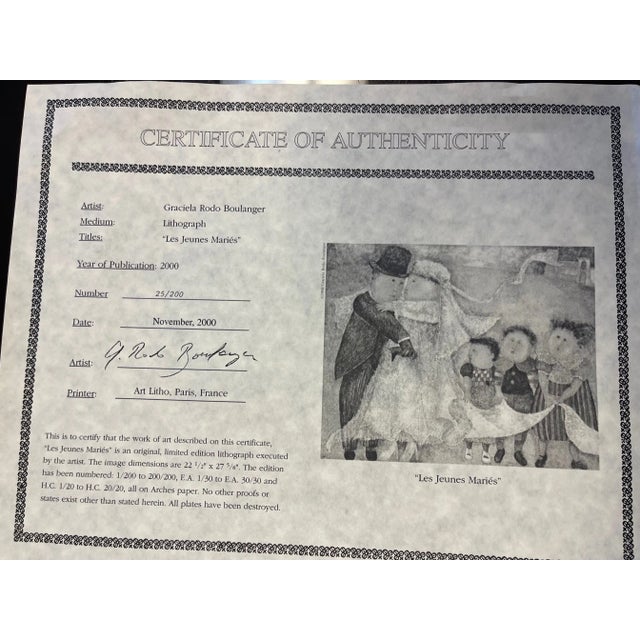 CERTIFICATE OF AUTHENTICITY
Artist: Graciela Rodo Boulanger
Medium: Lithograph
Titles: "Les Jeunes Mariés"
Year of Publication: 2000
Number 25/200
Date: November, 2000
Artist: G. Rodo Boulanger
Printer: Art Litho, Paris, France
This is to certify that the work of art described on this certificate,
"Les Jeunes Mariés" is an original, limited edition lithograph executed
by the artist. The image dimensions are 22 1/2" x 27 5/8". The edition
has been numbered: 1/200 to 200/200, E.A. 1/30 to E.A. 30/30 and
H.C. 1/20 to H.C. 20/20, all on Arches paper. No other proofs or
states exist other than stated herein. All plates have been destroyed.
"Les Jeunes Mariés"